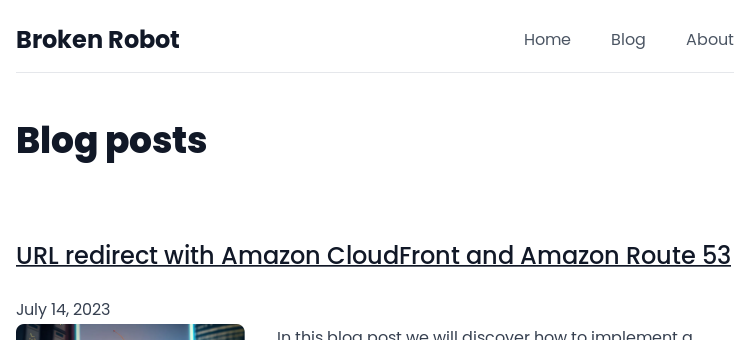 Broken Robot
Home Blog About
Blog posts
URL redirect with Amazon CloudFront and Amazon Route 53
July 14, 2023
In this blog post we will discover how to implement a